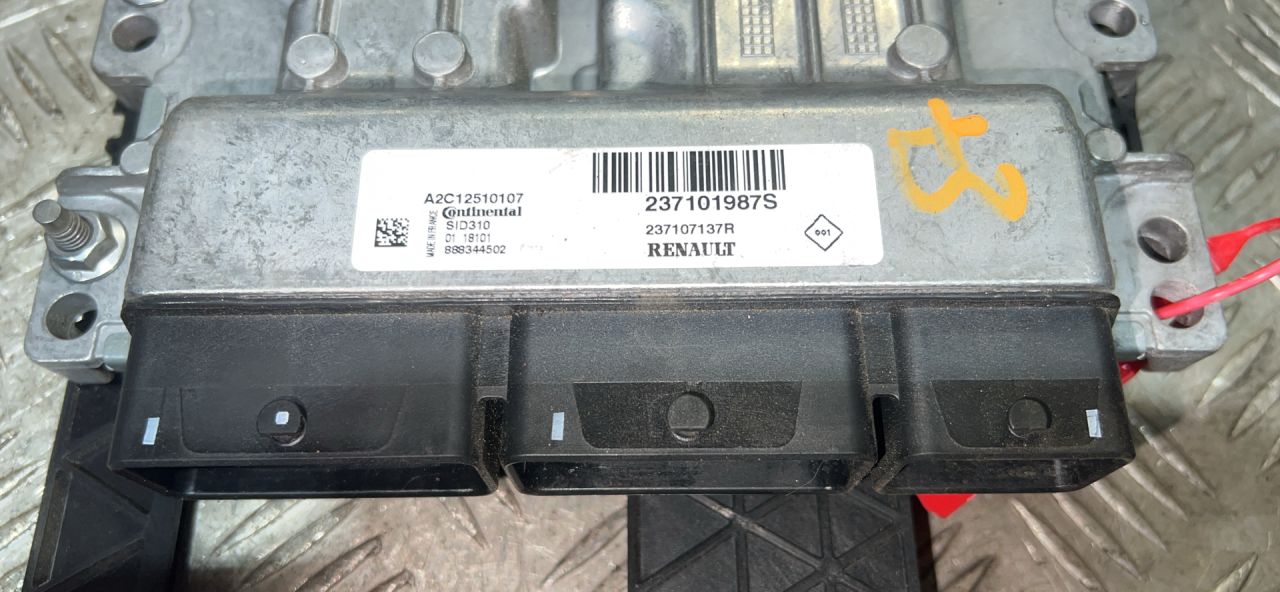 A2C12510107
Continental
SID310
01 18101
888344502
MADE IN FRANCE
237101987S
237107137R
RENAULT
001